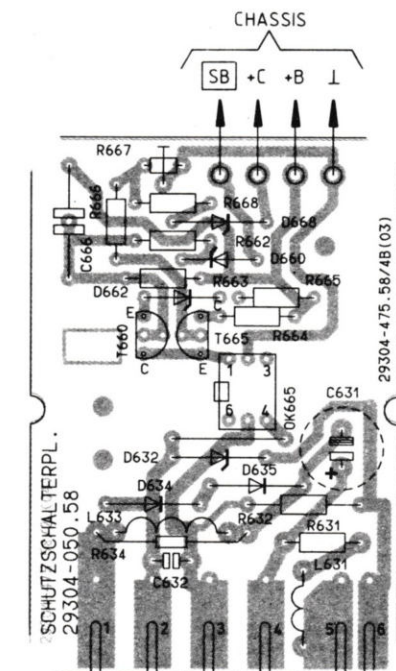 CHASSIS
SB +C +B ⊥
R667
R666
C666
R668
D668
R662
D660
D662
R663
R665
R664
E
C
T660
C
E
T665
1 3
6 4
OK665
29304-475.58/4B(03)
C631
+
D632
D635
D634
L633
R632
R634
R631
C632
L631
SCHUTZSCHALTERPL.
29304-050.58
1 2 3 4 5 6